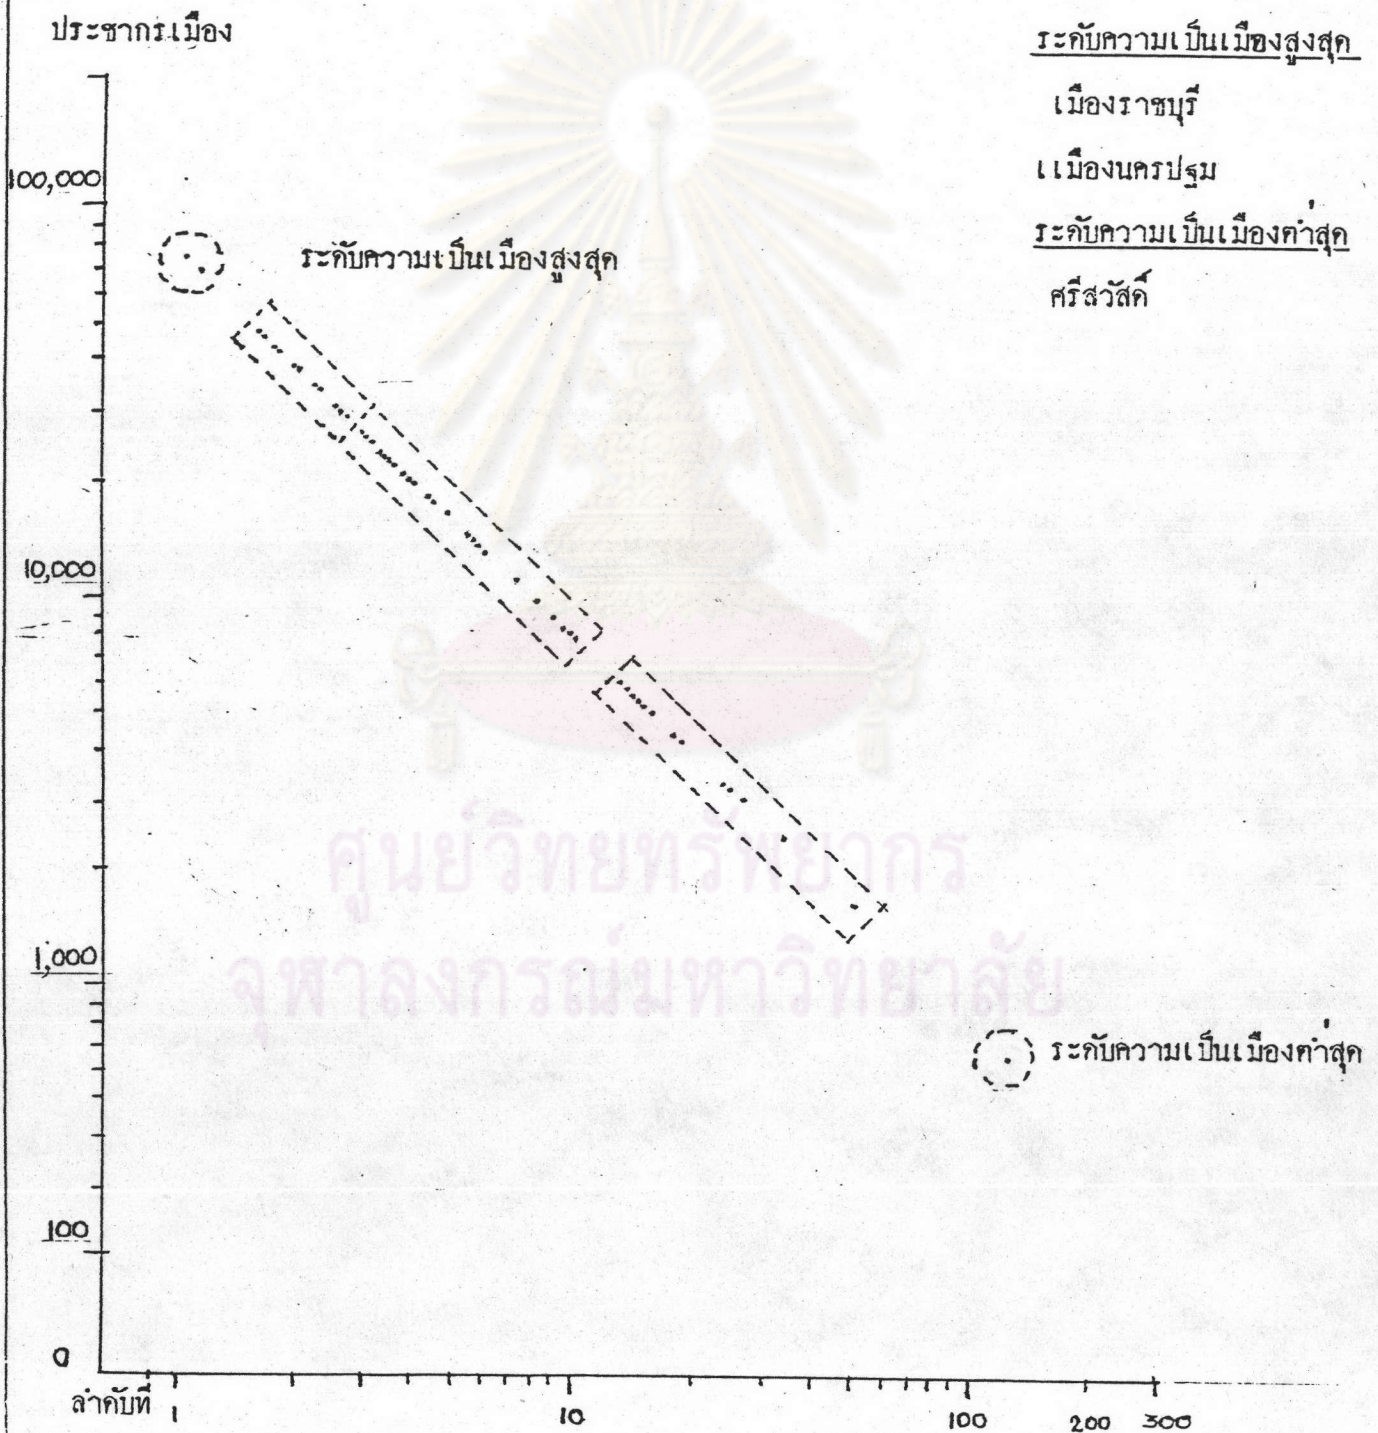 ประชากรเมือง
ระดับความเป็นเมืองสูงสุด
เมืองราชบุรี
เเมืองนครปฐม
ระดับความเป็นเมืองต่ำสุด
ศรีสวัสดิ์
100,000
ระดับความเป็นเมืองสูงสุด
10,000
ศูนย์วิทยทรัพยากร
1,000
จุฬาลงกรณ์มหาวิทยาลัย
ระดับความเป็นเมืองต่ำสุด
100
0
ลำดับที่
1 10 100 200 300